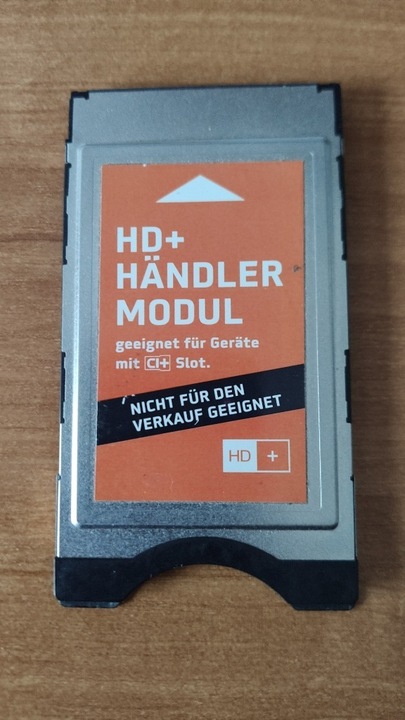 HD+
HÄNDLER
MODUL
geeignet für Geräte
mit CI+ Slot.
NICHT FÜR DEN
VERKAUF GEEIGNET
HD +